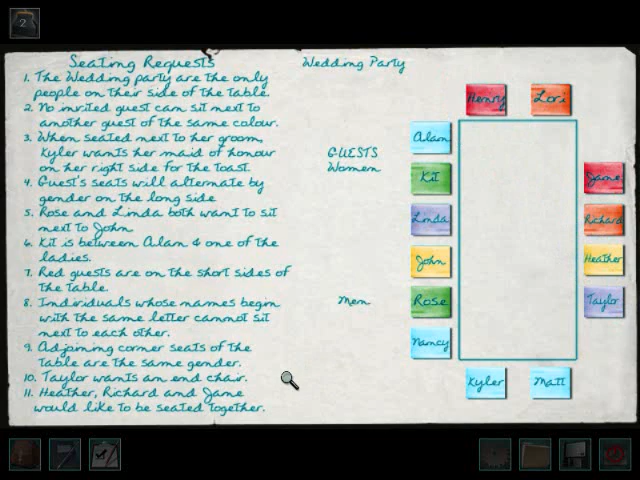 2
Seating Requests
1. The Wedding party are the only
people on their side of the table.
2. No invited guest can sit next to
another guest of the same colour.
3. When seated next to her groom,
Kyler wants her maid of honour
on her right side for the toast.
4. Guest's seats will alternate by
gender on the long side
5. Rose and Linda both want to sit
next to John
6. Kit is between Alan & one of the
ladies.
7. Red guests are on the short sides of
the table.
8. Individuals whose names begin
with the same letter cannot sit
next to each other.
9. Adjoining corner seats of the
table are the same gender.
10. Taylor wants an end chair.
11. Heather, Richard and Jane
would like to be seated together.
Wedding Party
GUESTS
Women
Men
Henry
Lori
Alan
Kit
Linda
John
Rose
Nancy
Jane
Richard
Heather
Taylor
Kyler
Matt